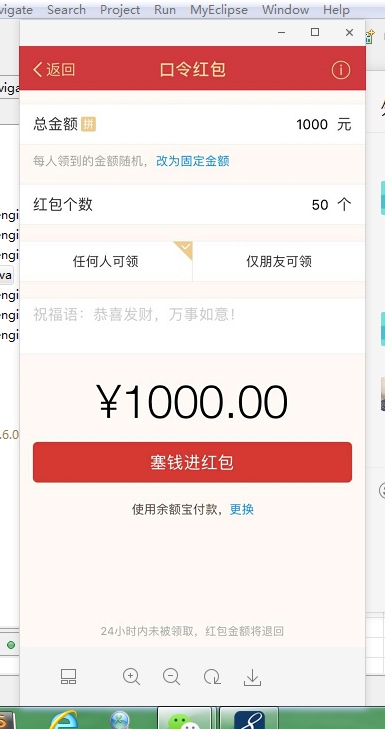 vigate Search Project Run MyEclipse Window Help
返回 口令红包
总金额 拼 1000 元
每人领到的金额随机，改为固定金额
红包个数 50 个
任何人可领 仅朋友可领
祝福语：恭喜发财，万事如意！
¥1000.00
塞钱进红包
使用余额宝付款，更换
24小时内未被领取，红包金额将退回
engi
engi
engi
va
engi
engi
engi
.6.0